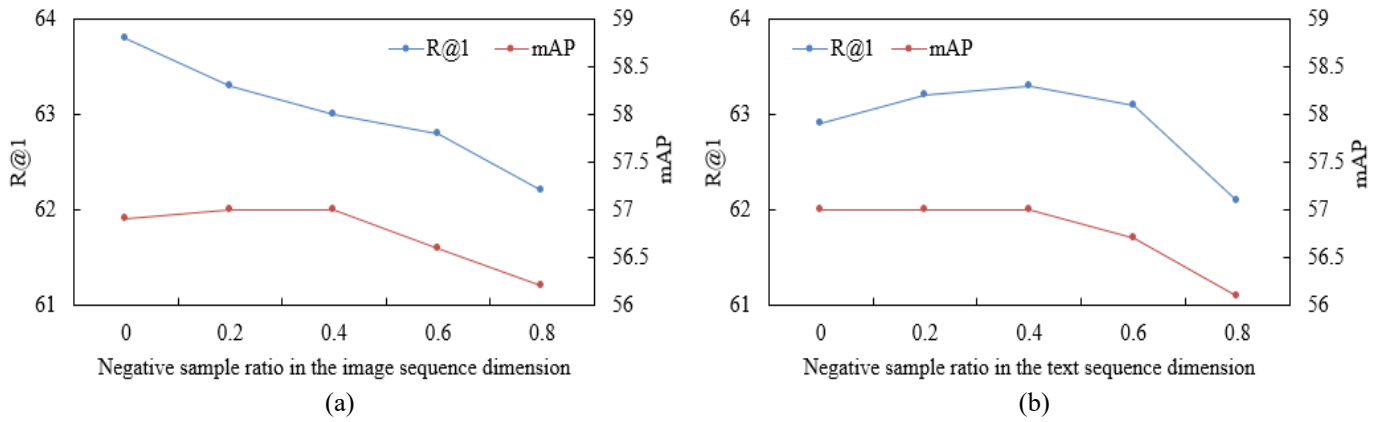 64
63
62
61
R@1
R@1
mAP
59
58.5
58
57.5
57
56.5
56
mAP
0
0.2
0.4
0.6
0.8
Negative sample ratio in the image sequence dimension
(a)
64
63
62
61
R@1
R@1
mAP
59
58.5
58
57.5
57
56.5
56
mAP
0
0.2
0.4
0.6
0.8
Negative sample ratio in the text sequence dimension
(b)